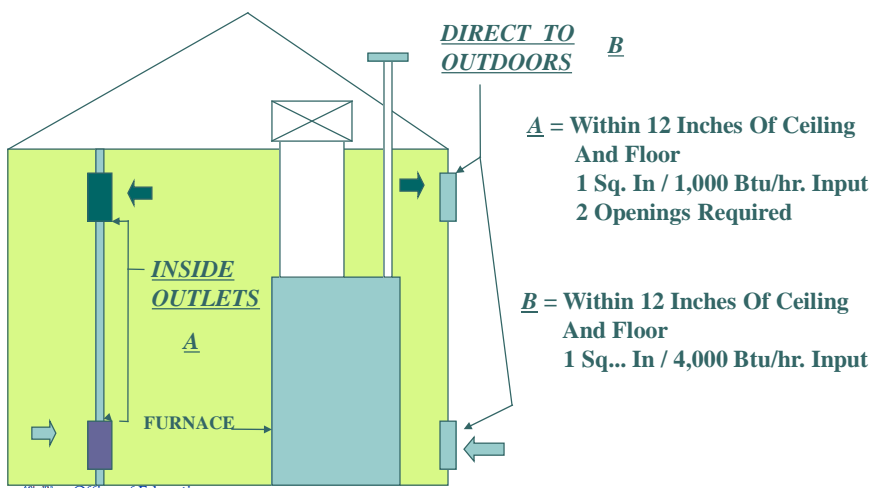 DIRECT TO
OUTDOORS
B
A = Within 12 Inches Of Ceiling
And Floor
1 Sq. In / 1,000 Btu/hr. Input
2 Openings Required
INSIDE
OUTLETS
A
B = Within 12 Inches Of Ceiling
And Floor
1 Sq... In / 4,000 Btu/hr. Input
FURNACE